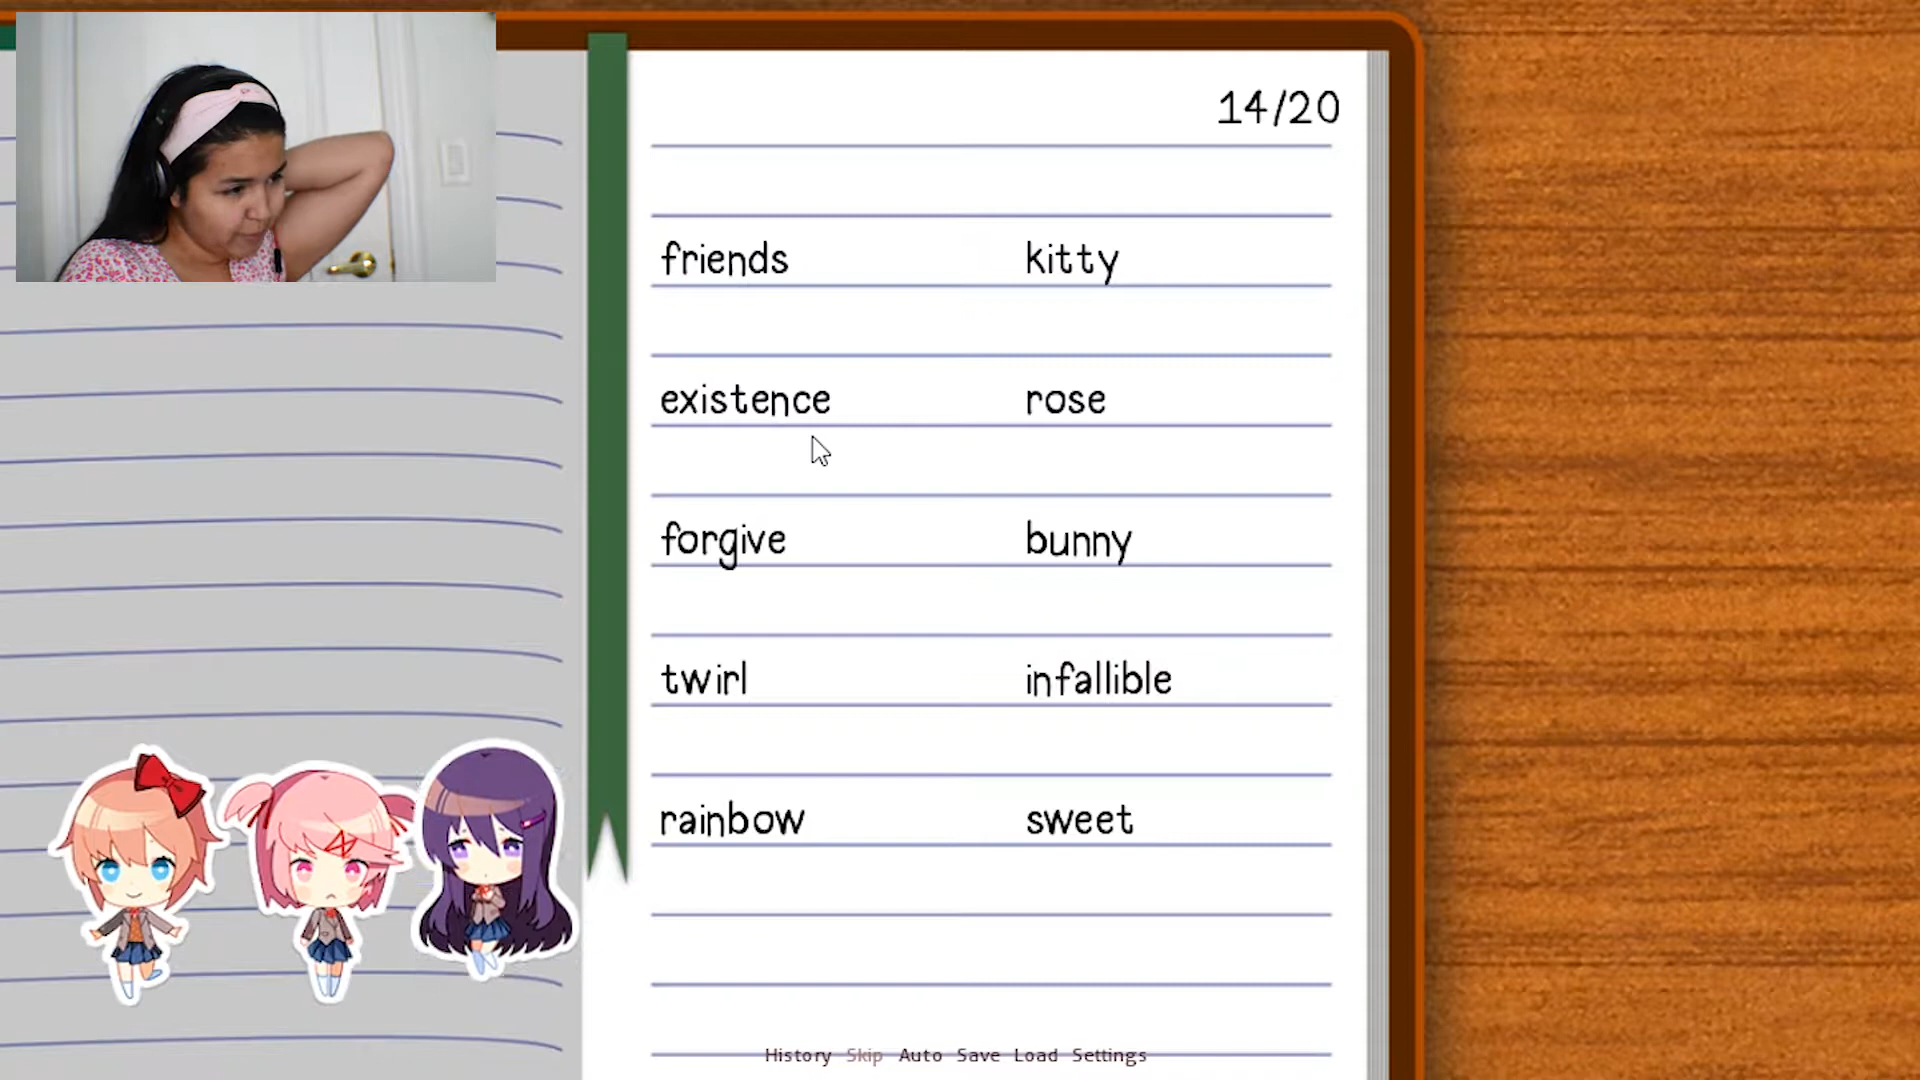 14/20
friends kitty
existence rose
forgive bunny
twirl infallible
rainbow sweet
History Skip Auto Save Load Settings